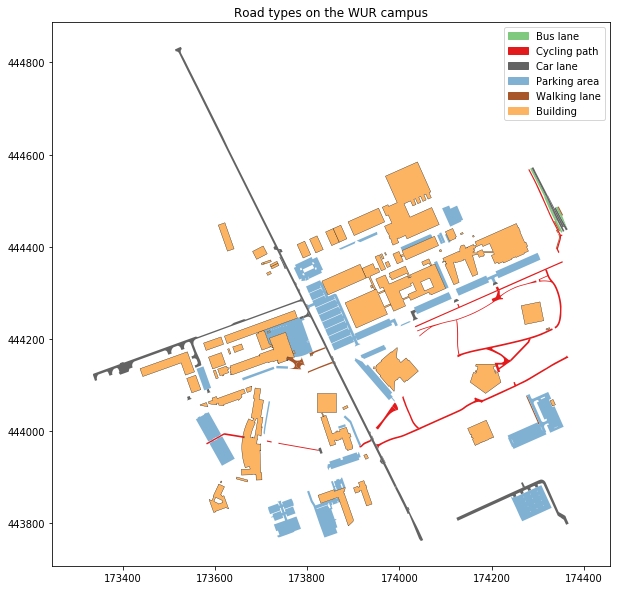 Road types on the WUR campus
Bus lane
Cycling path
Car lane
Parking area
Walking lane
Building
444800
444600
444400
444200
444000
443800
173400
173600
173800
174000
174200
174400